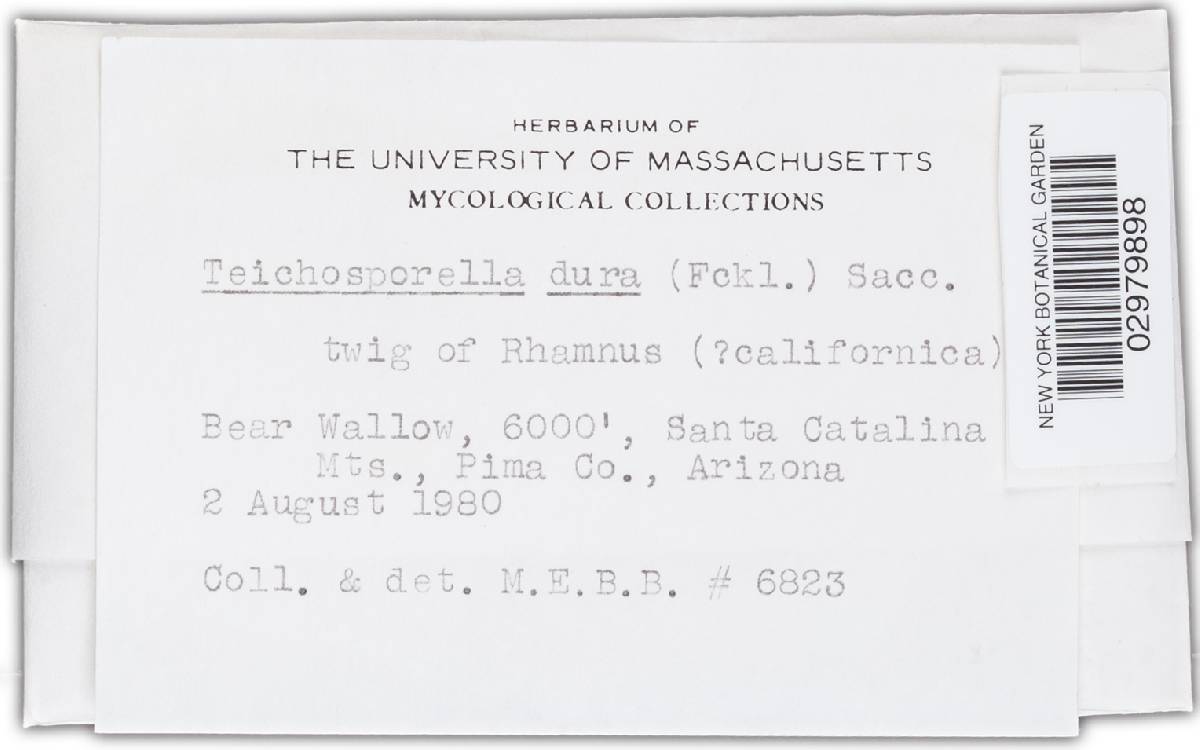 HERBARIUM OF
THE UNIVERSITY OF MASSACHUSETTS
MYCOLOGICAL COLLECTIONS
Teichosporella dura (Fckl.) Sacc.
twig of Rhamnus (?californica)
Bear Wallow, 6000', Santa Catalina
Mts., Pima Co., Arizona
2 August 1980
Coll. & det. M.E.B.B. # 6823
NEW YORK BOTANICAL GARDEN
02979898